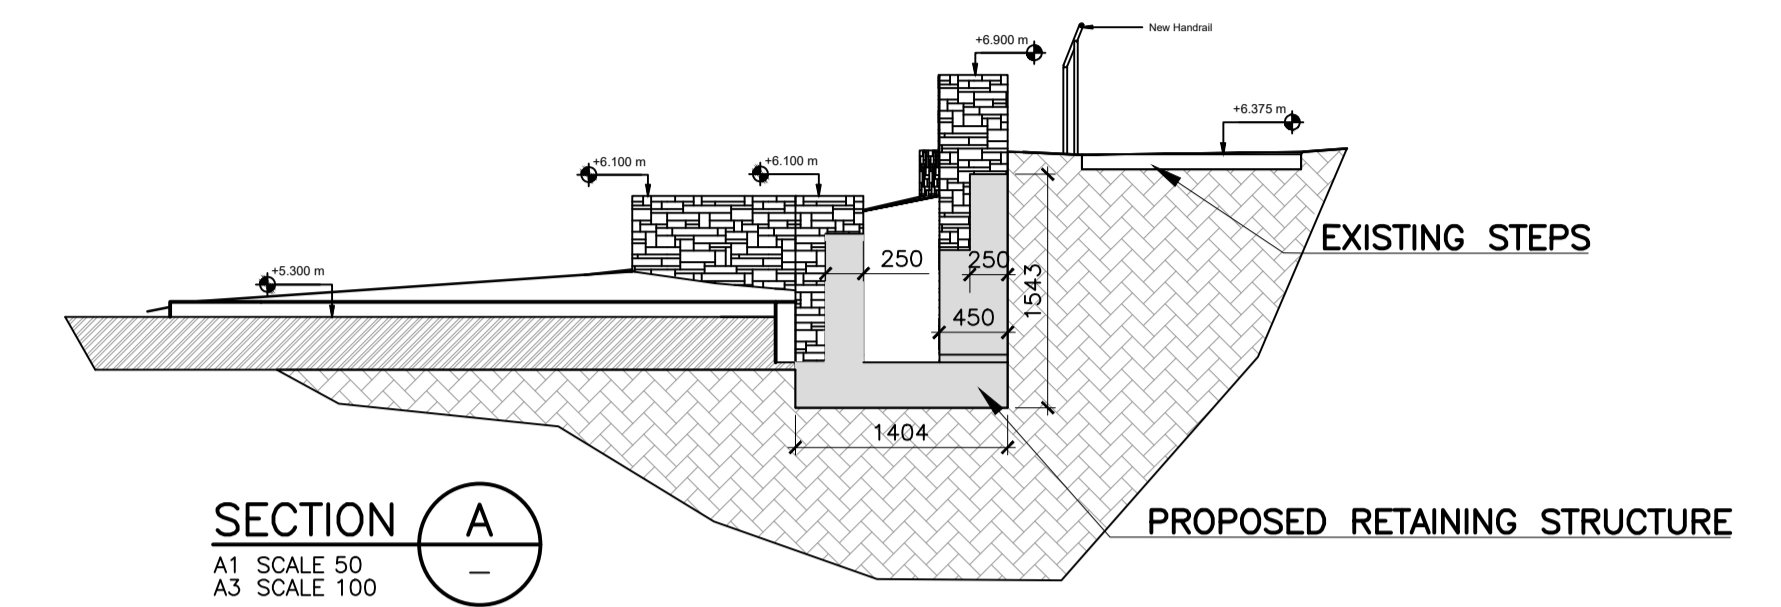 New Handrail
+6.900 m
+6.375 m
+6.100 m
+6.100 m
EXISTING STEPS
250
250
+5.300 m
1543
450
1404
SECTION
A
PROPOSED RETAINING STRUCTURE
A1 SCALE 50
–
A3 SCALE 100